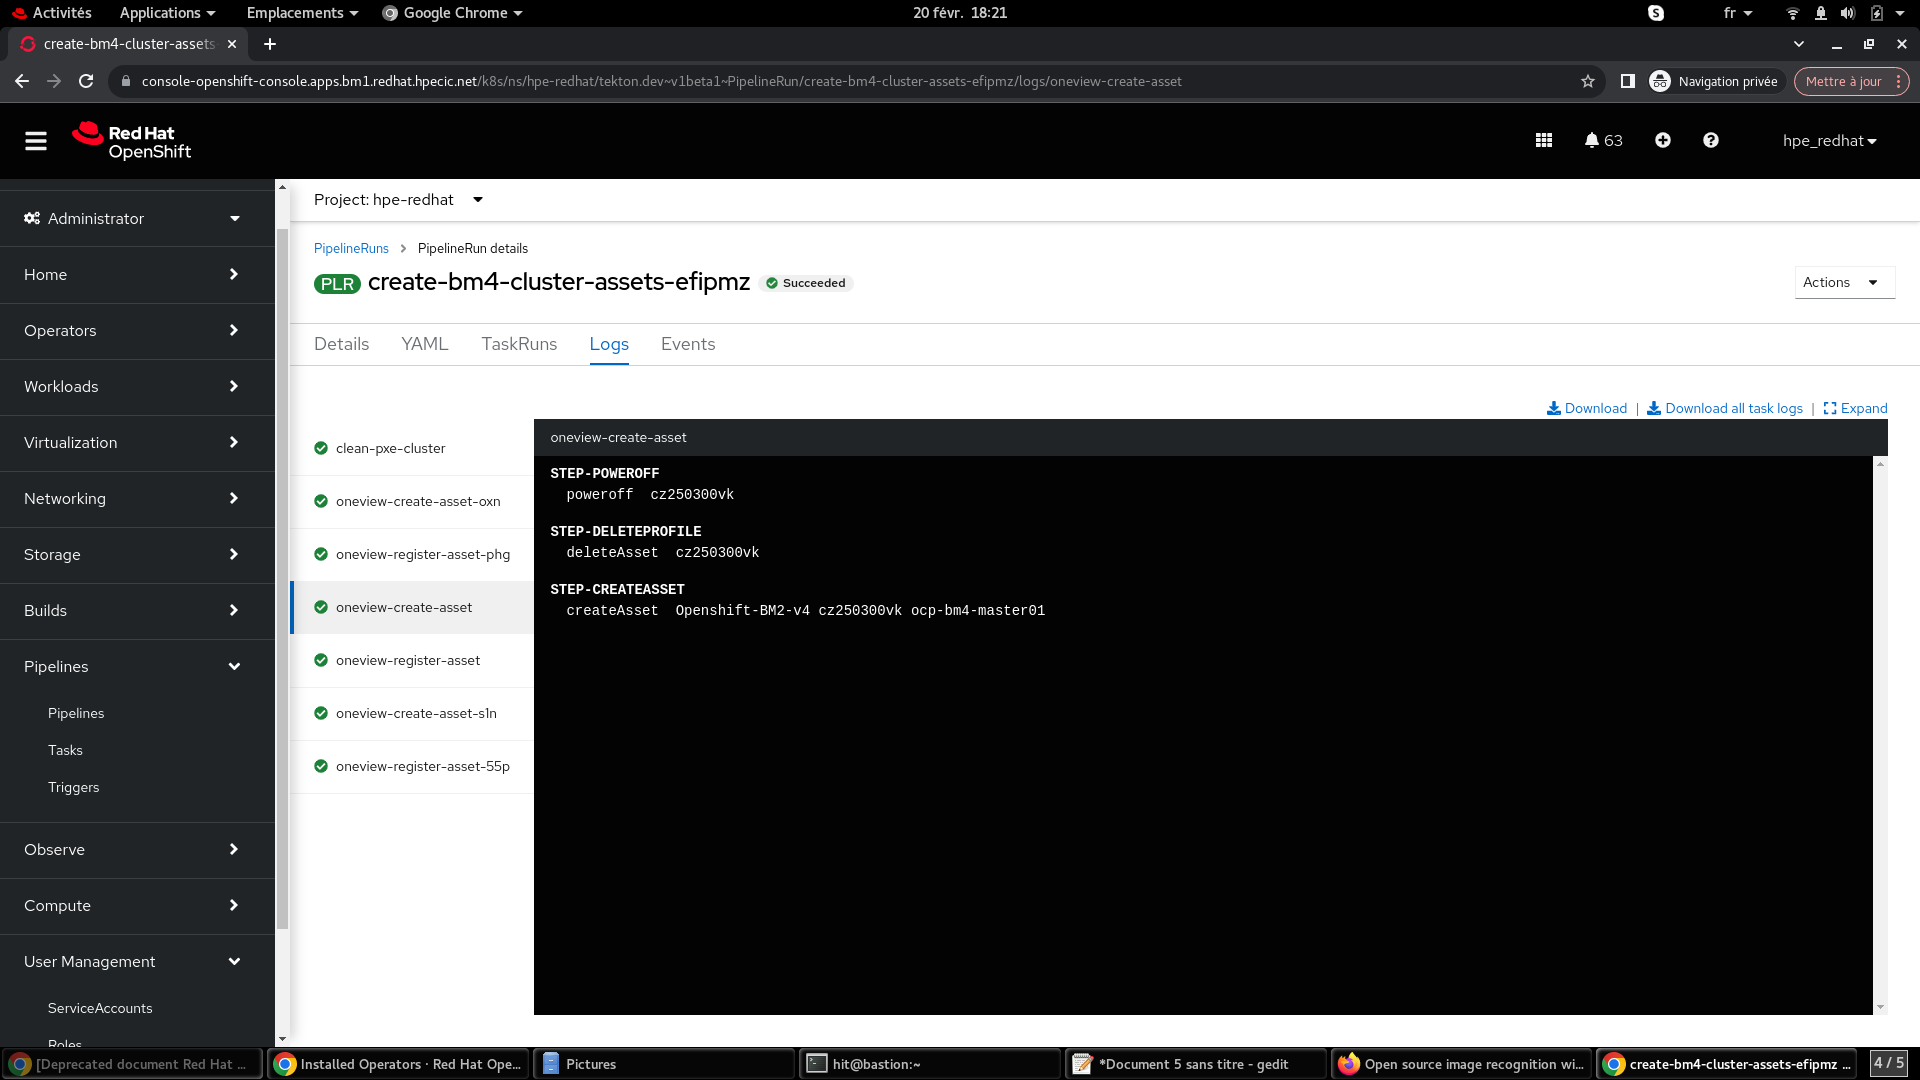 Activités Applications Emplacements Google Chrome 20 févr. 18:21 fr
create-bm4-cluster-assets
console-openshift-console.apps.bm1.redhat.hpecic.net/k8s/ns/hpe-redhat/tekton.dev~v1beta1~PipelineRun/create-bm4-cluster-assets-efipmz/logs/oneview-create-asset Navigation privée Mettre à jour
Red Hat
OpenShift
63 hpe_redhat
Administrator
Home
Operators
Workloads
Virtualization
Networking
Storage
Builds
Pipelines
Pipelines
Tasks
Triggers
Observe
Compute
User Management
ServiceAccounts
Roles
Project: hpe-redhat
PipelineRuns > PipelineRun details
PLR create-bm4-cluster-assets-efipmz Succeeded
Actions
Details YAML TaskRuns Logs Events
Download | Download all task logs | Expand
clean-pxe-cluster
oneview-create-asset-oxn
oneview-register-asset-phg
oneview-create-asset
oneview-register-asset
oneview-create-asset-s1n
oneview-register-asset-55p
oneview-create-asset
STEP-POWEROFF
poweroff cz250300vk
STEP-DELETEPROFILE
deleteAsset cz250300vk
STEP-CREATEASSET
createAsset Openshift-BM2-v4 cz250300vk ocp-bm4-master01
[Deprecated document Red Hat ... Installed Operators · Red Hat Ope... Pictures hit@bastion:~ *Document 5 sans titre - gedit Open source image recognition wi... create-bm4-cluster-assets-efipmz ... 4 / 5